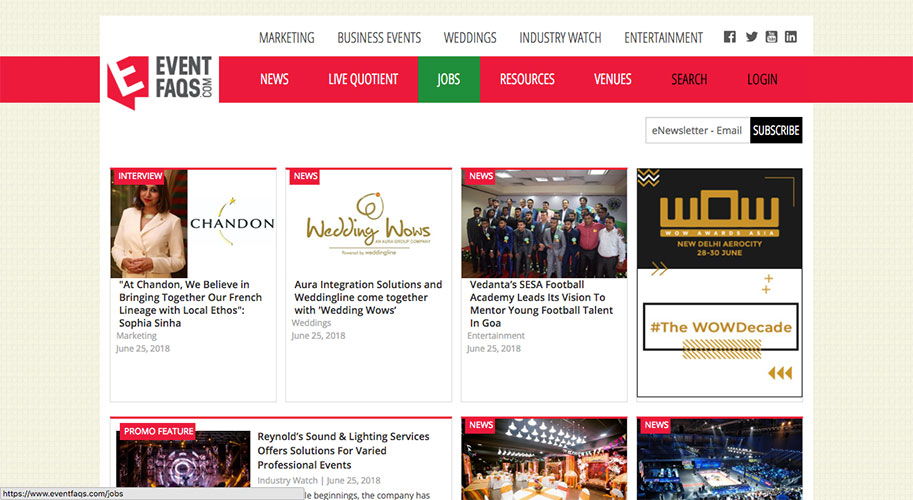 MARKETING BUSINESS EVENTS WEDDINGS INDUSTRY WATCH ENTERTAINMENT
EVENT
FAQS
.COM
NEWS LIVE QUOTIENT JOBS RESOURCES VENUES SEARCH LOGIN
eNewsletter - Email SUBSCRIBE
INTERVIEW
CHANDON
"At Chandon, We Believe in
Bringing Together Our French
Lineage with Local Ethos":
Sophia Sinha
Marketing
June 25, 2018
NEWS
Wedding Wows
AN AURA GROUP COMPANY
Powered by weddingline
Aura Integration Solutions and
Weddingline come together
with ‘Wedding Wows’
Weddings
June 25, 2018
NEWS
Vedanta’s SESA Football
Academy Leads Its Vision To
Mentor Young Football Talent
In Goa
Entertainment
June 25, 2018
WOW
WOW AWARDS ASIA
NEW DELHI AEROCITY
28-30 JUNE
#The WOWDecade
PROMO FEATURE
Reynold’s Sound & Lighting Services
Offers Solutions For Varied
Professional Events
Industry Watch | June 25, 2018
le beginnings, the company has
NEWS
NEWS
https://www.eventfaqs.com/jobs